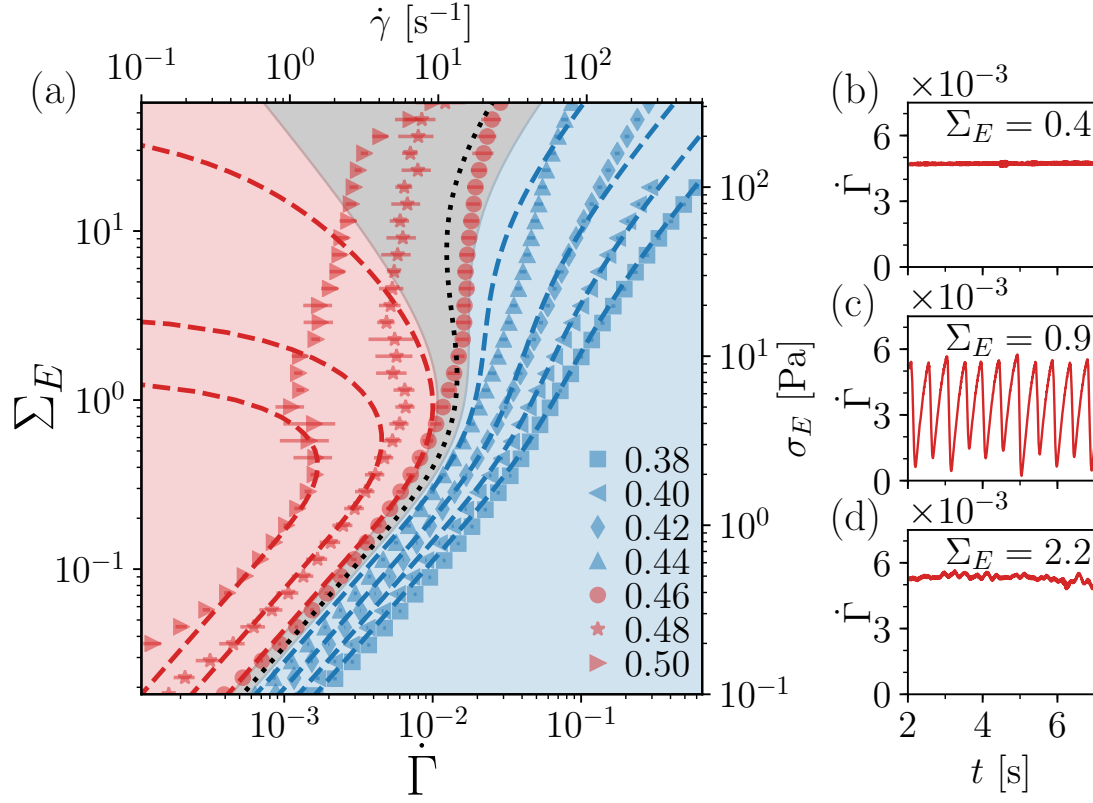 γ̇ [s⁻¹]
10⁻¹ 10⁰ 10¹ 10²
(a)
Σ_E
10¹
10⁰
10⁻¹
10⁻³ 10⁻² 10⁻¹
Γ̇
σ_E [Pa]
10²
10¹
10⁰
10⁻¹
0.38
0.40
0.42
0.44
0.46
0.48
0.50
(b) ×10⁻³
Σ_E = 0.4
Γ̇
6
3
0
(c) ×10⁻³
Σ_E = 0.9
Γ̇
6
3
0
(d) ×10⁻³
Σ_E = 2.2
Γ̇
6
3
0
2 4 6
t [s]